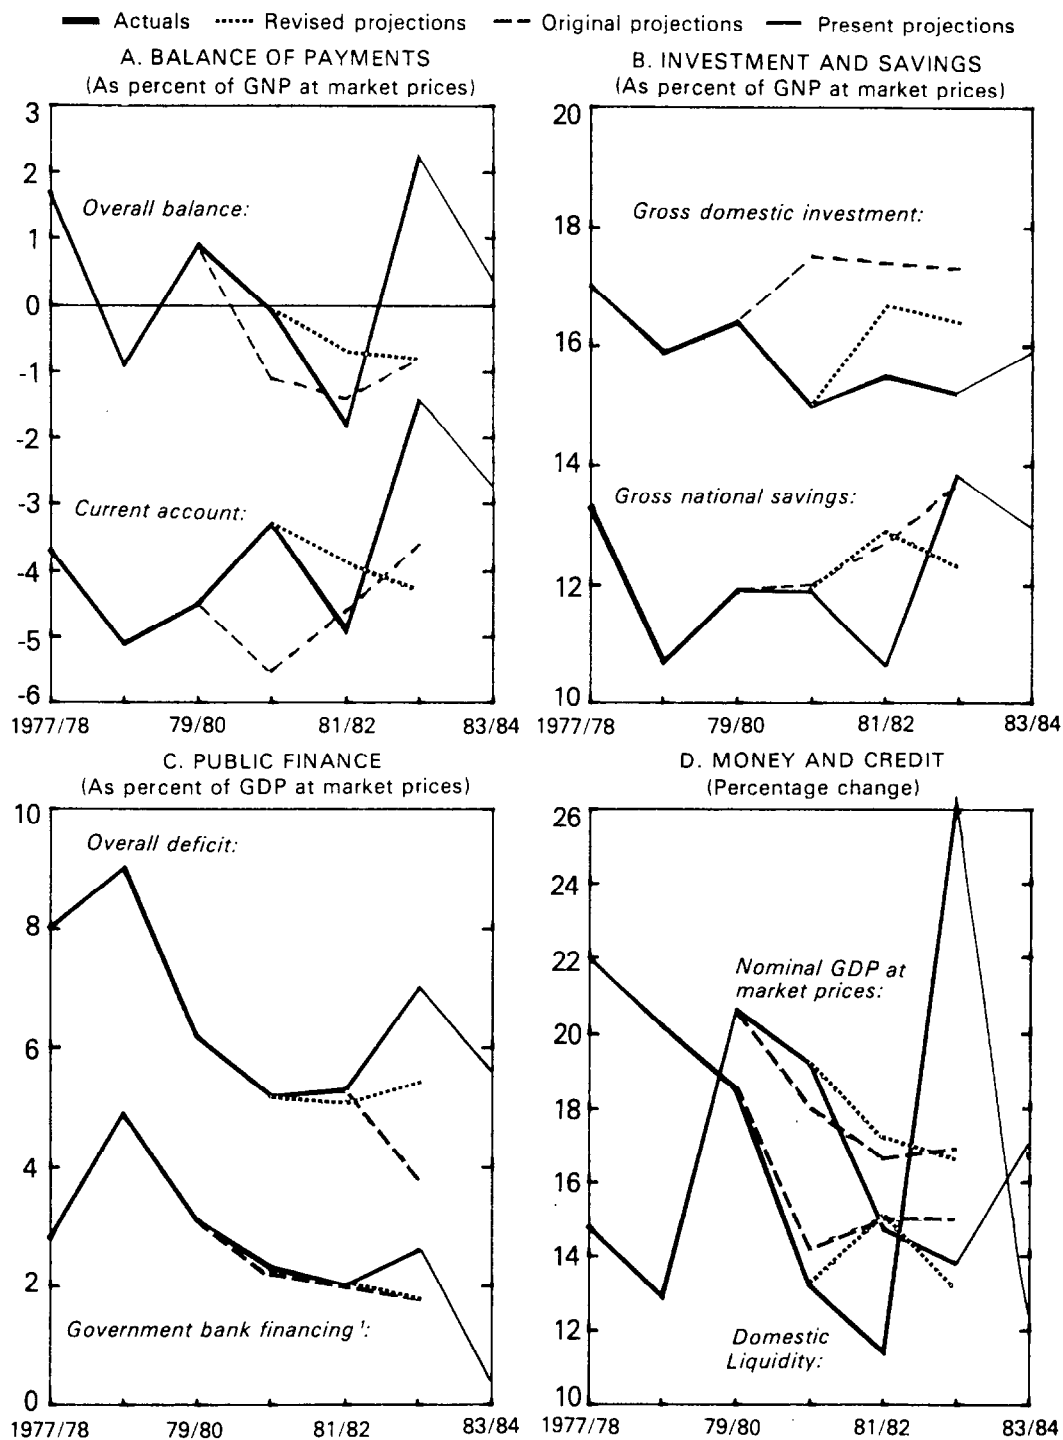 Actuals Revised projections Original projections Present projections
A. BALANCE OF PAYMENTS
(As percent of GNP at market prices)
3
2
1
0
-1
-2
-3
-4
-5
-6
Overall balance:
Current account:
1977/78 79/80 81/82 83/84
B. INVESTMENT AND SAVINGS
(As percent of GNP at market prices)
20
18
16
14
12
10
Gross domestic investment:
Gross national savings:
1977/78 79/80 81/82 83/84
C. PUBLIC FINANCE
(As percent of GDP at market prices)
10
8
6
4
2
0
Overall deficit:
Government bank financing ¹:
1977/78 79/80 81/82 83/84
D. MONEY AND CREDIT
(Percentage change)
26
24
22
20
18
16
14
12
10
Nominal GDP at
market prices:
Domestic
Liquidity:
1977/78 79/80 81/82 83/84